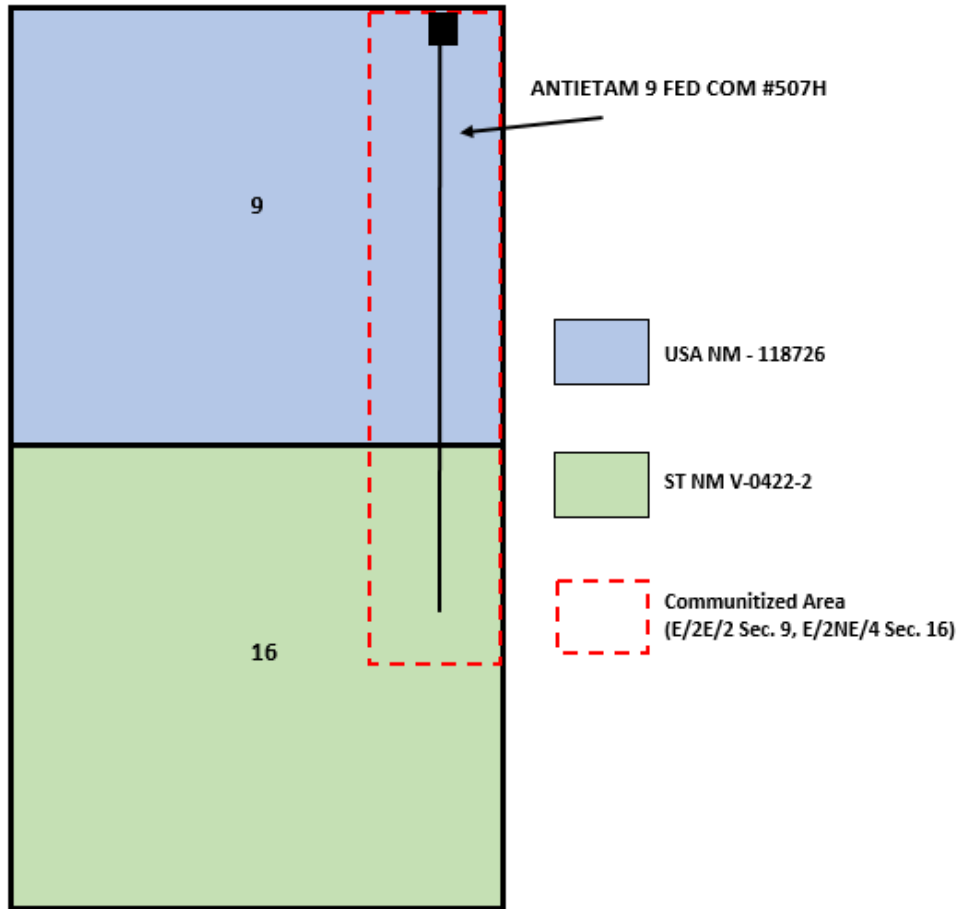 ANTIETAM 9 FED COM #507H
9
USA NM - 118726
ST NM V-0422-2
Communitized Area
(E/2E/2 Sec. 9, E/2NE/4 Sec. 16)
16